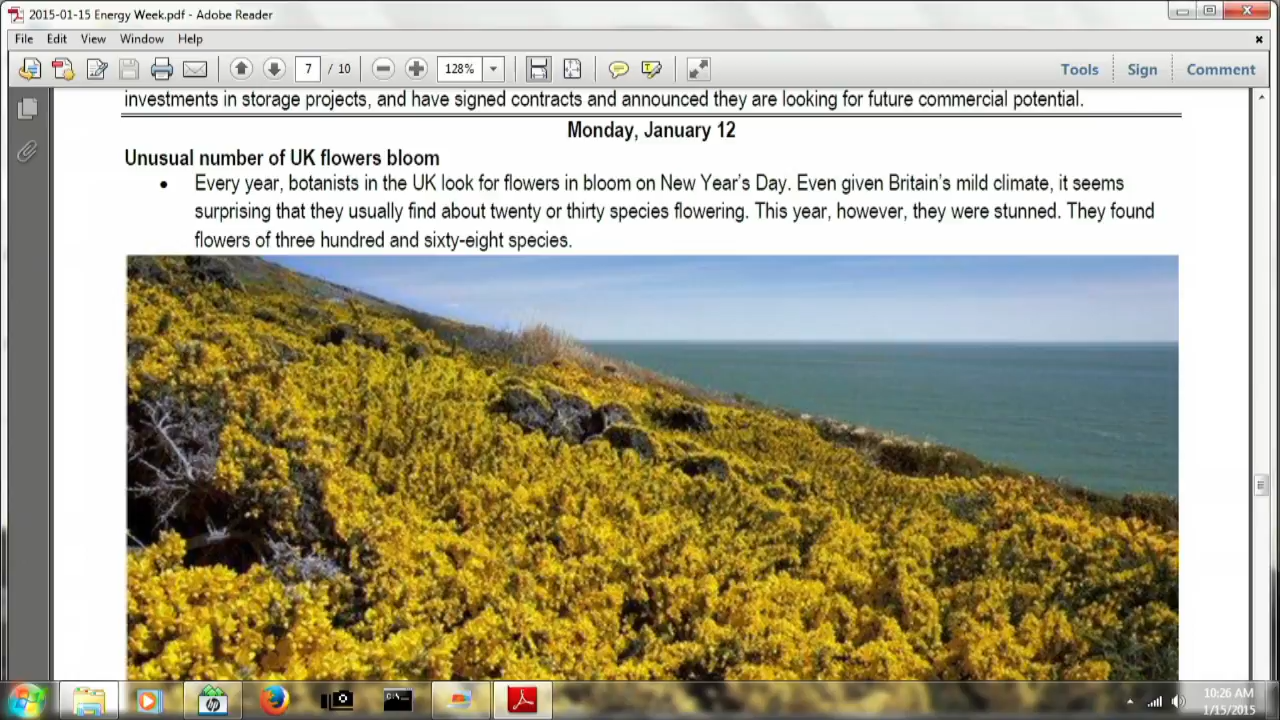 2015-01-15 Energy Week.pdf - Adobe Reader
File Edit View Window Help
7 / 10 128% Tools Sign Comment
investments in storage projects, and have signed contracts and announced they are looking for future commercial potential.
Monday, January 12
Unusual number of UK flowers bloom
• Every year, botanists in the UK look for flowers in bloom on New Year's Day. Even given Britain's mild climate, it seems
surprising that they usually find about twenty or thirty species flowering. This year, however, they were stunned. They found
flowers of three hundred and sixty-eight species.
10:26 AM
1/15/2015